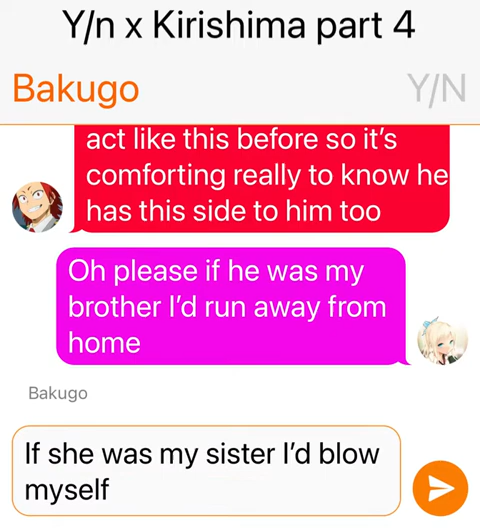 Y/n x Kirishima part 4
Bakugo
Y/N
act like this before so it's
comforting really to know he
has this side to him too
Oh please if he was my
brother I'd run away from
home
Bakugo
If she was my sister I'd blow
myself